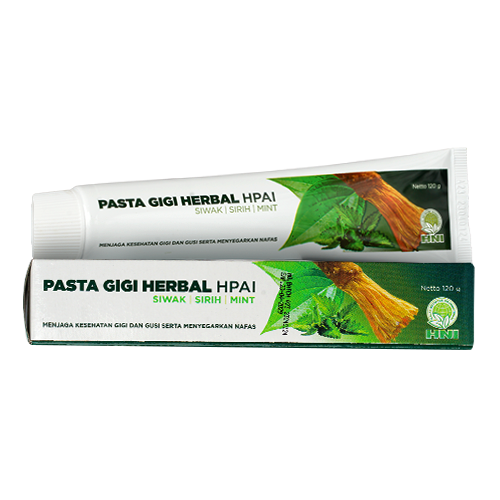 PASTA GIGI HERBAL HPAI
SIWAK | SIRIH | MINT
MENJAGA KESEHATAN GIGI DAN GUSI SERTA MENYEGARKAN NAFAS
Netto 120 g
HNI
PASTA GIGI HERBAL HPAI
SIWAK | SIRIH | MINT
MENJAGA KESEHATAN GIGI DAN GUSI SERTA MENYEGARKAN NAFAS
Netto 120 g
HNI